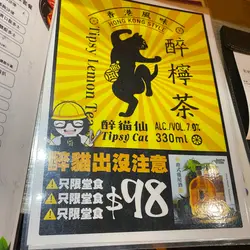 香港風味
HONG KONG STYLE
Tipsy Lemon Tea
醉檸茶
醉貓仙
Tipsy Cat
ALC./VOL 7.0%
330ml
醉貓出沒注意
只限堂食
只限堂食
只限堂食
$98